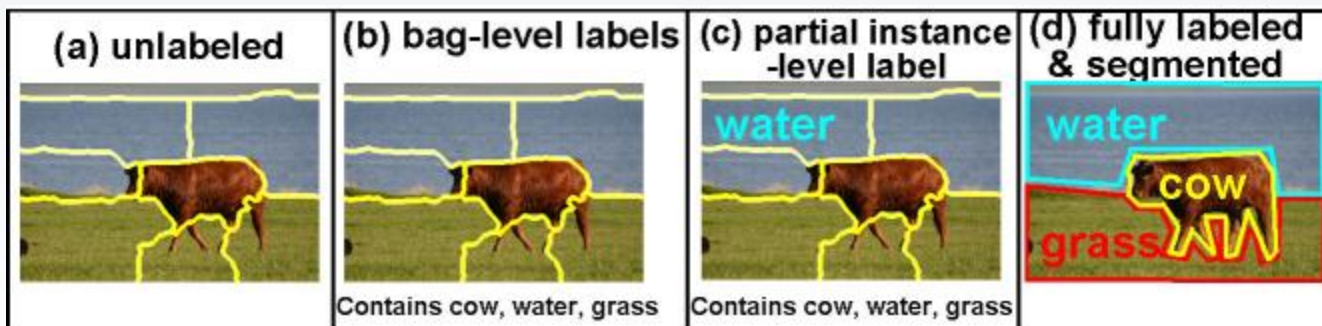 (a) unlabeled
(b) bag-level labels
Contains cow, water, grass
(c) partial instance
-level label
water
Contains cow, water, grass
(d) fully labeled
& segmented
water
cow
grass